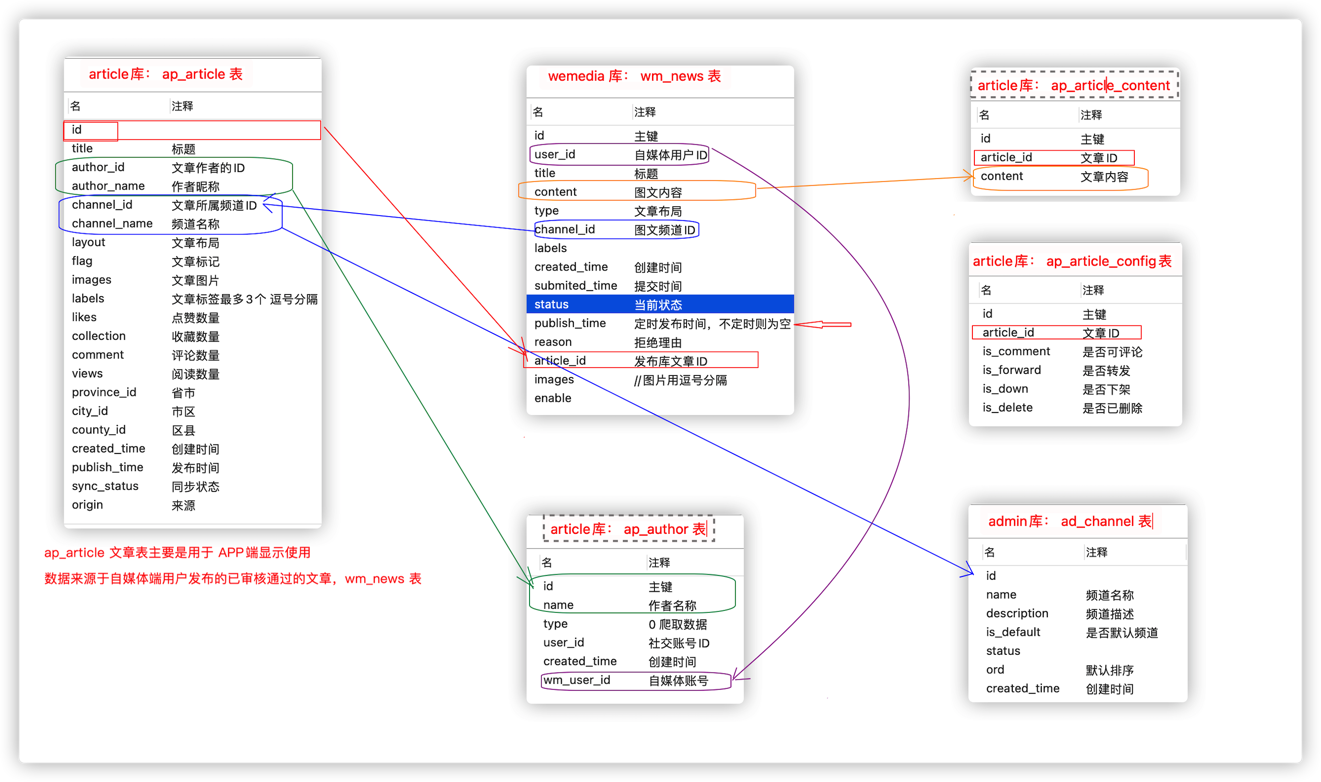 article库： ap_article 表
名 注释
id
title 标题
author_id 文章作者的ID
author_name 作者昵称
channel_id 文章所属频道ID
channel_name 频道名称
layout 文章布局
flag 文章标记
images 文章图片
labels 文章标签最多3个 逗号分隔
likes 点赞数量
collection 收藏数量
comment 评论数量
views 阅读数量
province_id 省市
city_id 市区
county_id 区县
created_time 创建时间
publish_time 发布时间
sync_status 同步状态
origin 来源
ap_article 文章表主要是用于 APP端显示使用
数据来源于自媒体端用户发布的已审核通过的文章，wm_news 表
wemedia 库： wm_news 表
名 注释
id 主键
user_id 自媒体用户ID
title 标题
content 图文内容
type 文章布局
channel_id 图文频道ID
labels
created_time 创建时间
submited_time 提交时间
status 当前状态
publish_time 定时发布时间，不定时则为空
reason 拒绝理由
article_id 发布库文章ID
images //图片用逗号分隔
enable
article库： ap_author 表
名 注释
id 主键
name 作者名称
type 0 爬取数据
user_id 社交账号ID
created_time 创建时间
wm_user_id 自媒体账号
article库： ap_article_content
名 注释
id 主键
article_id 文章ID
content 文章内容
article库： ap_article_config表
名 注释
id 主键
article_id 文章ID
is_comment 是否可评论
is_forward 是否转发
is_down 是否下架
is_delete 是否已删除
admin库： ad_channel 表
名 注释
id
name 频道名称
description 频道描述
is_default 是否默认频道
status
ord 默认排序
created_time 创建时间